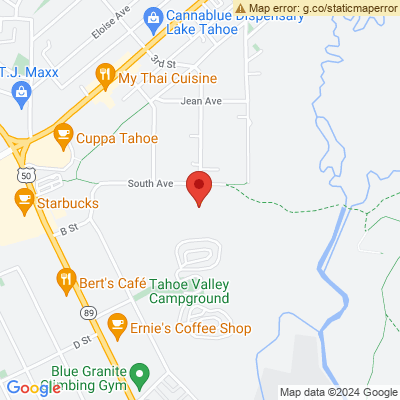 Map error: g.co/staticmaperror
Cannablue Dispensary
Lake Tahoe
Eloise Ave
3rd St
T.J. Maxx
My Thai Cuisine
Jean Ave
Cuppa Tahoe
50
South Ave
Starbucks
B St
Bert's Café
Tahoe Valley
Campground
89
Ernie's Coffee Shop
D St
Blue Granite
Climbing Gym
Google
Map data ©2024 Google